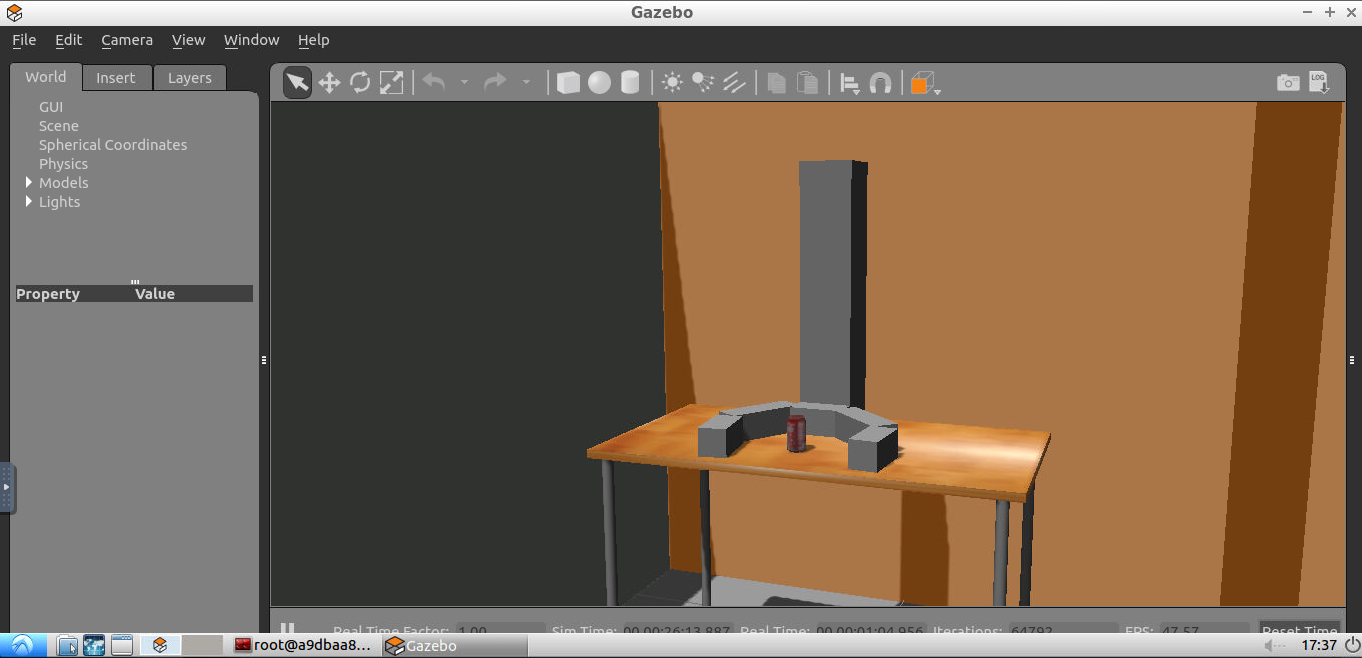 Gazebo
File Edit Camera View Window Help
World Insert Layers
LOG
GUI
Scene
Spherical Coordinates
Physics
Models
Lights
Property Value
Real Time Factor: 1.00 Sim Time: 00 00:26:13.887 Real Time: 00 00:01:04.956 Iterations: 64792 FPS: 47.57 Reset Time
root@a9dbaa8... Gazebo 17:37